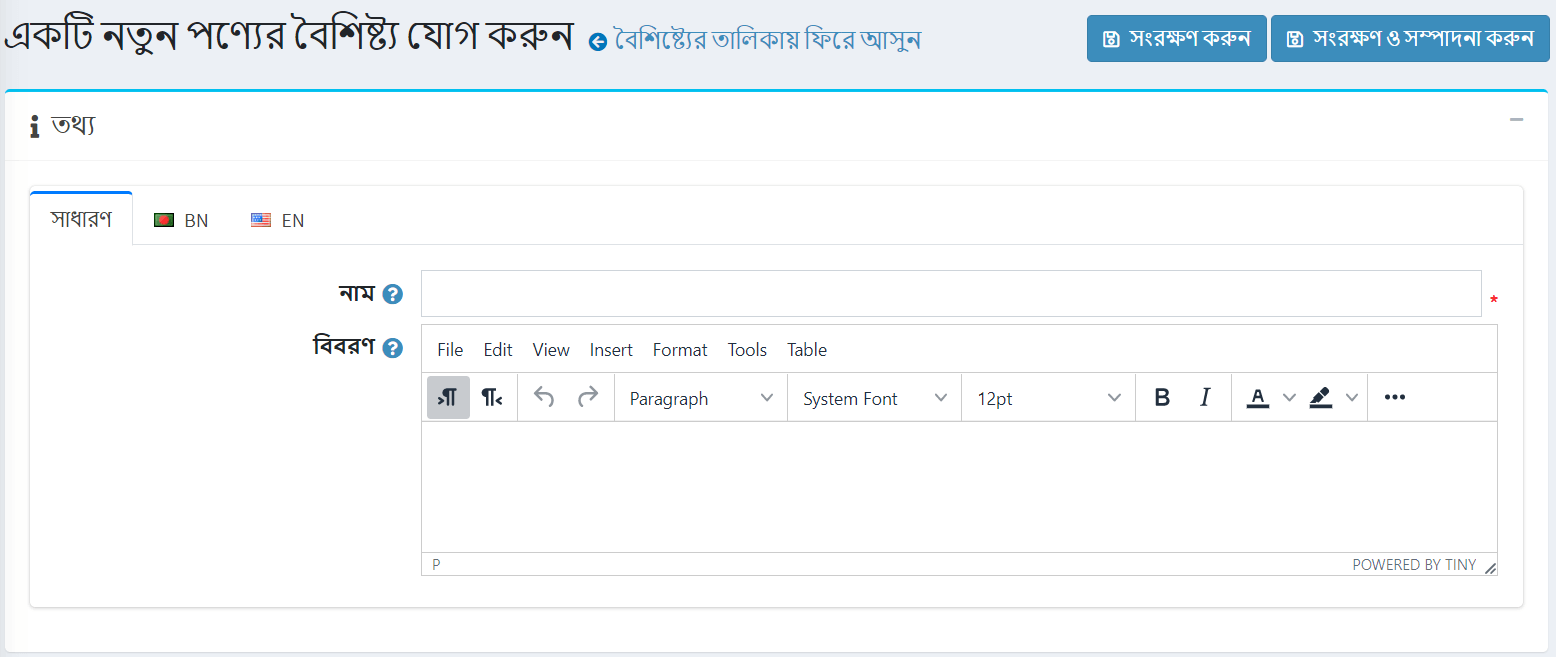 একটি নতুন পণ্যের বৈশিষ্ট্য যোগ করুন বৈশিষ্ট্যের তালিকায় ফিরে আসুন সংরক্ষণ করুন সংরক্ষণ ও সম্পাদনা করুন
তথ্য
সাধারণ BN EN
নাম *
বিবরণ File Edit View Insert Format Tools Table
Paragraph System Font 12pt B I A
P POWERED BY TINY